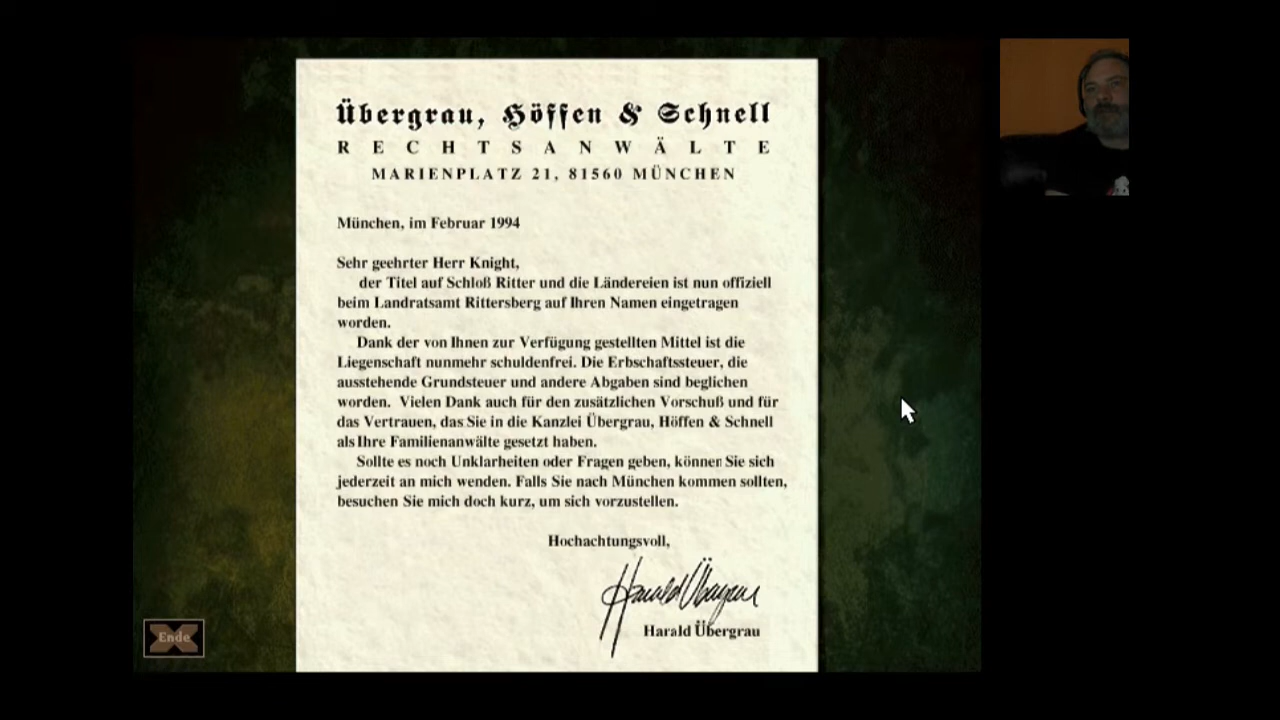 Übergrau, Höffen & Schnell
RECHTSANWÄLTE
MARIENPLATZ 21, 81560 MÜNCHEN
München, im Februar 1994
Sehr geehrter Herr Knight,
der Titel auf Schloß Ritter und die Ländereien ist nun offiziell
beim Landratsamt Rittersberg auf Ihren Namen eingetragen
worden.
Dank der von Ihnen zur Verfügung gestellten Mittel ist die
Liegenschaft nunmehr schuldenfrei. Die Erbschaftssteuer, die
ausstehende Grundsteuer und andere Abgaben sind beglichen
worden. Vielen Dank auch für den zusätzlichen Vorschuß und für
das Vertrauen, das Sie in die Kanzlei Übergrau, Höffen & Schnell
als Ihre Familienanwälte gesetzt haben.
Sollte es noch Unklarheiten oder Fragen geben, können Sie sich
jederzeit an mich wenden. Falls Sie nach München kommen sollten,
besuchen Sie mich doch kurz, um sich vorzustellen.
Hochachtungsvoll,
Harald Übergrau
Harald Übergrau
Ende